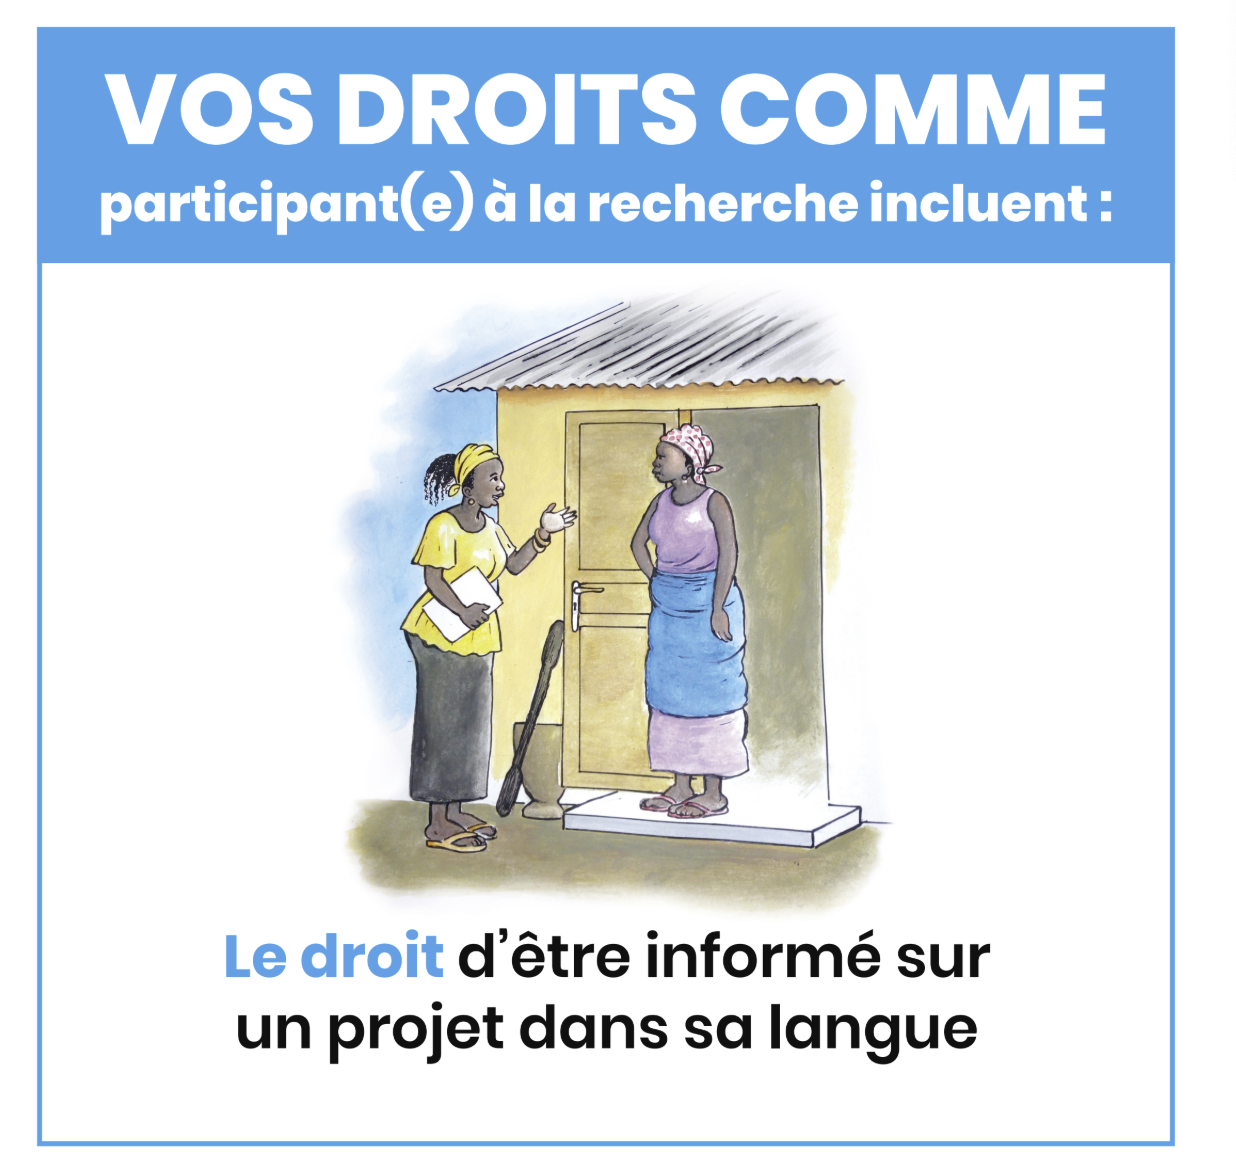 VOS DROITS COMME
participant(e) à la recherche incluent :
Le droit d’être informé sur
un projet dans sa langue